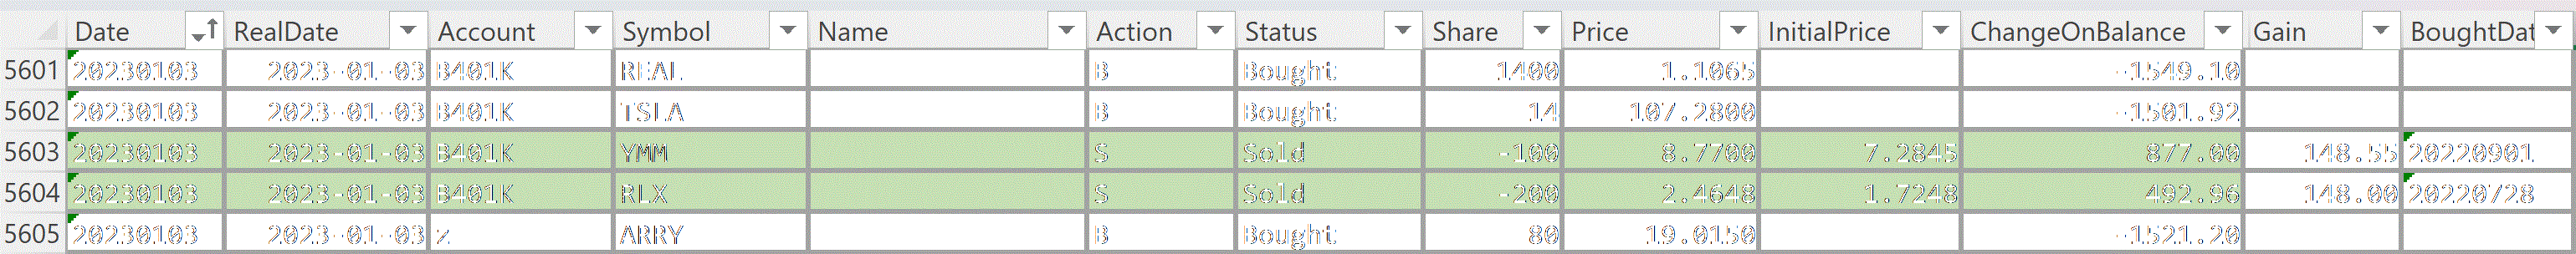 Date RealDate Account Symbol Name Action Status Share Price InitialPrice ChangeOnBalance Gain BoughtDat
5601 20230103 2023-01-03 B401K REAL B Bought 1400 1.1065 -1549.10
5602 20230103 2023-01-03 B401K TSLA B Bought 14 107.2800 -1501.92
5603 20230103 2023-01-03 B401K YMM S Sold -100 8.7700 7.2845 877.00 148.55 20220901
5604 20230103 2023-01-03 B401K RLX S Sold -200 2.4648 1.7248 492.96 148.00 20220728
5605 20230103 2023-01-03 z ARRY B Bought 80 19.0150 -1521.20